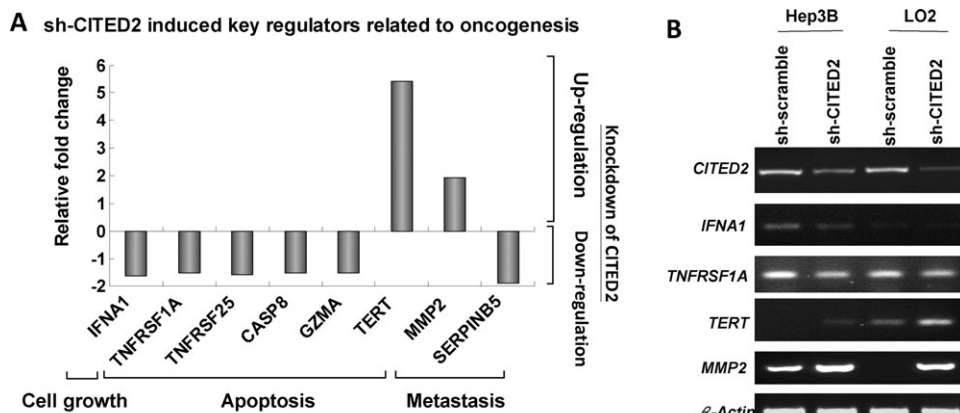 A sh-CITED2 induced key regulators related to oncogenesis
Relative fold change
6
5
4
3
2
1
0
-1
-2
IFNA1
TNFRSF1A
TNFRSF25
CASP8
GZMA
TERT
MMP2
SERPINB5
Cell growth Apoptosis Metastasis
Up-regulation
Down-regulation
Knockdown of CITED2
B
Hep3B LO2
sh-scramble
sh-CITED2
sh-scramble
sh-CITED2
CITED2
IFNA1
TNFRSF1A
TERT
MMP2
β-Actin